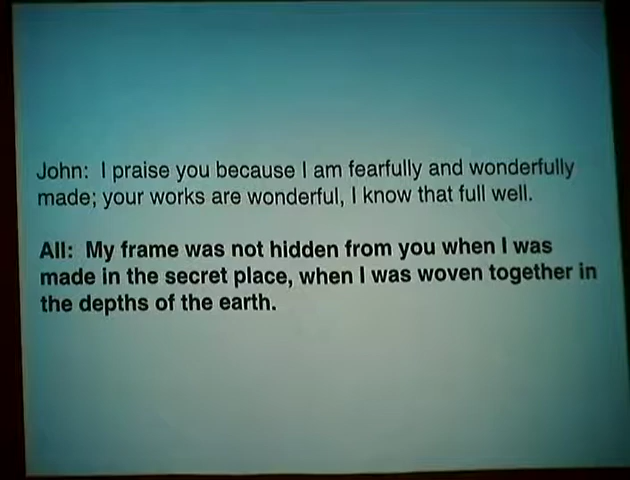 John: I praise you because I am fearfully and wonderfully
made; your works are wonderful, I know that full well.
All: My frame was not hidden from you when I was
made in the secret place, when I was woven together in
the depths of the earth.